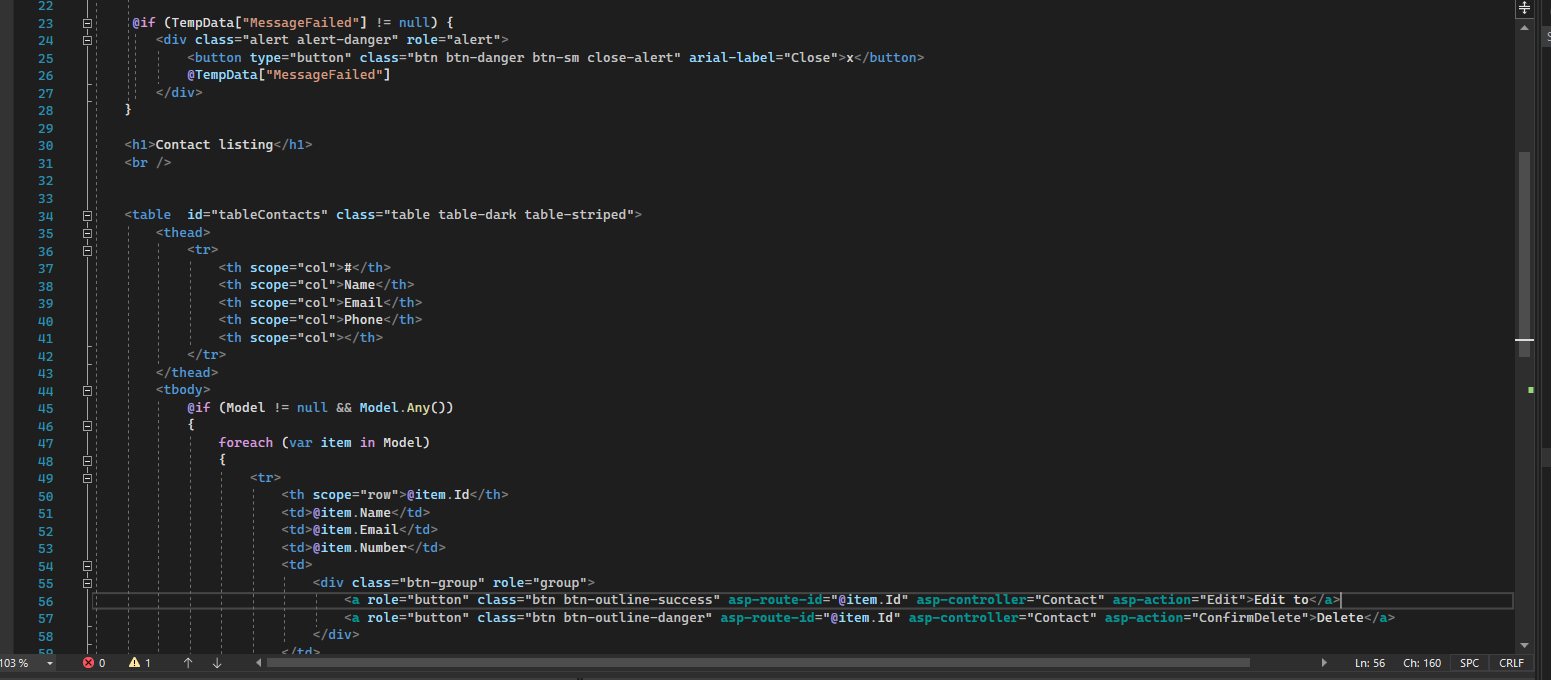 22
23 @if (TempData["MessageFailed"] != null) {
24 <div class="alert alert-danger" role="alert">
25 <button type="button" class="btn btn-danger btn-sm close-alert" arial-label="Close">x</button>
26 @TempData["MessageFailed"]
27 </div>
28 }
29
30 <h1>Contact listing</h1>
31 <br />
32
33
34 <table  id="tableContacts" class="table table-dark table-striped">
35 <thead>
36 <tr>
37 <th scope="col">#</th>
38 <th scope="col">Name</th>
39 <th scope="col">Email</th>
40 <th scope="col">Phone</th>
41 <th scope="col"></th>
42 </tr>
43 </thead>
44 <tbody>
45 @if (Model != null && Model.Any())
46 {
47 foreach (var item in Model)
48 {
49 <tr>
50 <th scope="row">@item.Id</th>
51 <td>@item.Name</td>
52 <td>@item.Email</td>
53 <td>@item.Number</td>
54 <td>
55 <div class="btn-group" role="group">
56 <a role="button" class="btn btn-outline-success" asp-route-id="@item.Id" asp-controller="Contact" asp-action="Edit">Edit to</a>
57 <a role="button" class="btn btn-outline-danger" asp-route-id="@item.Id" asp-controller="Contact" asp-action="ConfirmDelete">Delete</a>
58 </div>
59 </td>
103 % 0 1 Ln: 56 Ch: 160 SPC CRLF